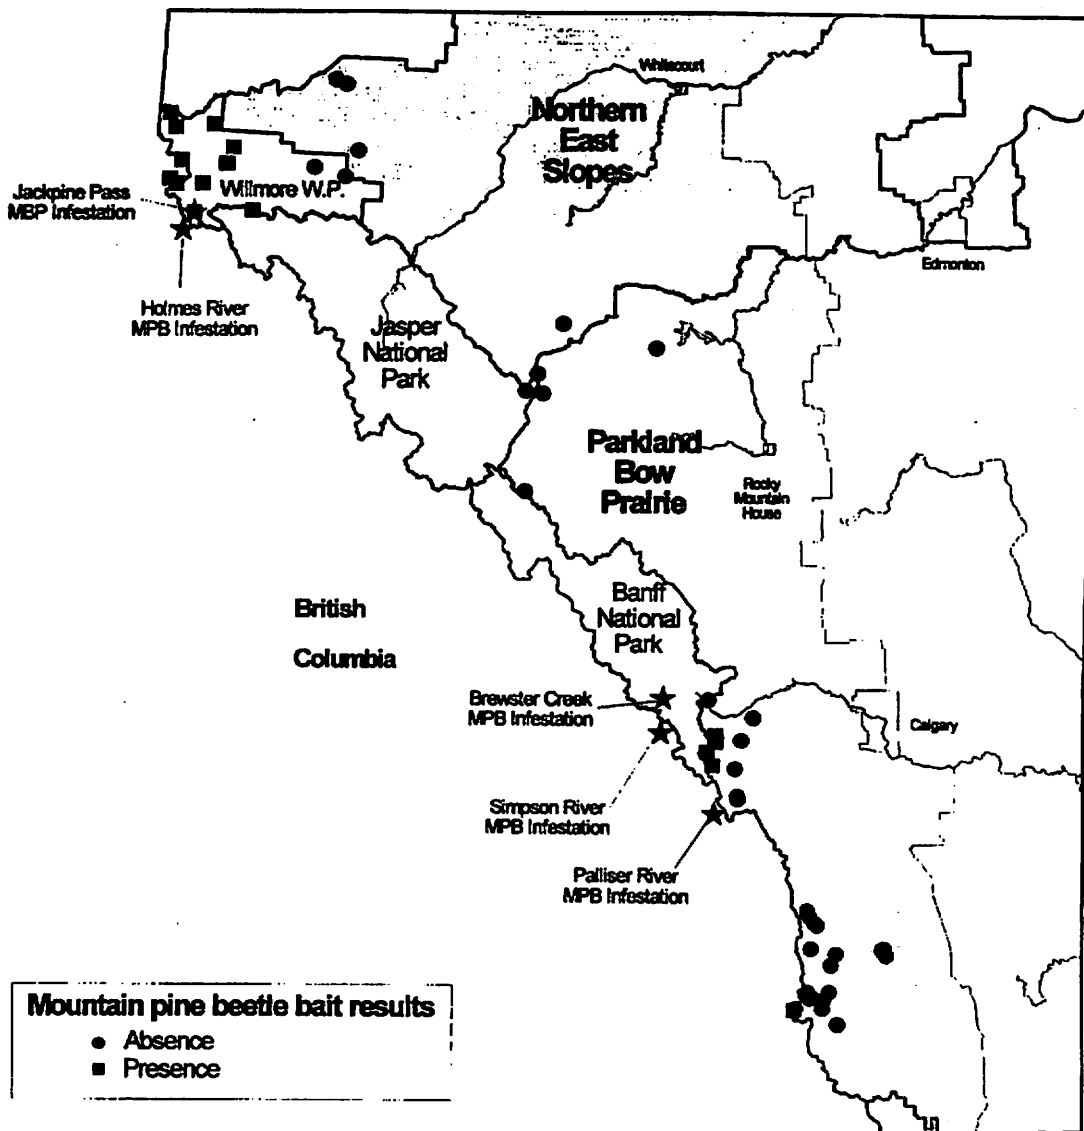 Whitecourt
Northern
East
Slopes
Willmore W.P.
Jackpine Pass
MBP Infestation
Edmonton
Holmes River
MPB Infestation
Jasper
National
Park
Parkland
Bow
Prairie
Rocky
Mountain
House
British
Columbia
Banff
National
Park
Brewster Creek
MPB Infestation
Calgary
Simpson River
MPB Infestation
Palliser River
MPB Infestation
Mountain pine beetle bait results
Absence
Presence